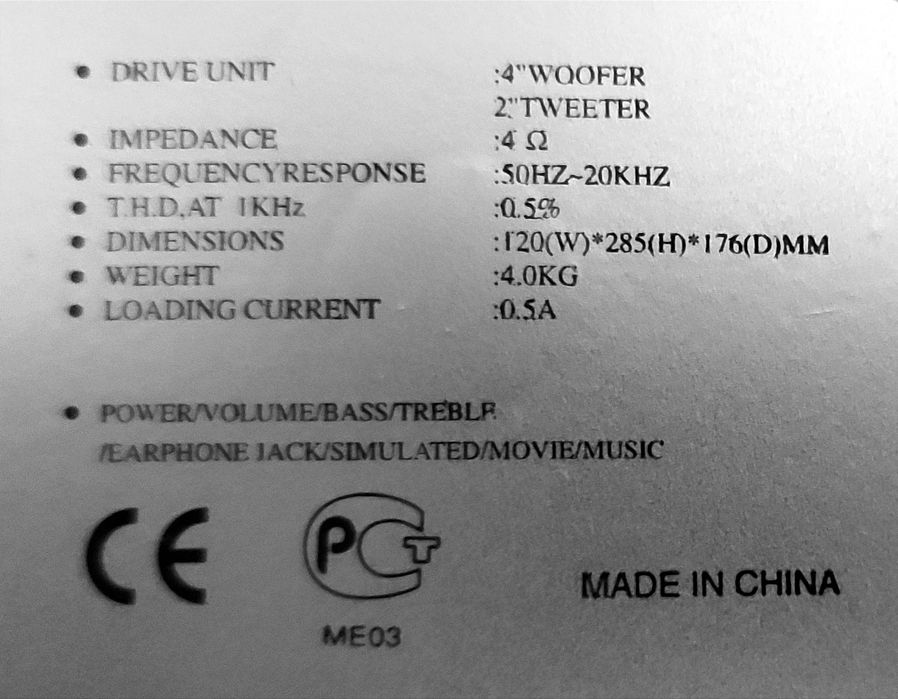 • DRIVE UNIT :4"WOOFER
2"TWEETER
• IMPEDANCE :4 Ω
• FREQUENCYRESPONSE :50HZ~20KHZ
• T.H.D.AT 1KHz :0.5%
• DIMENSIONS :120(W)*285(H)*176(D)MM
• WEIGHT :4.0KG
• LOADING CURRENT :0.5A
• POWER/VOLUME/BASS/TREBLE
/EARPHONE JACK/SIMULATED/MOVIE/MUSIC
CE PCT MADE IN CHINA
ME03